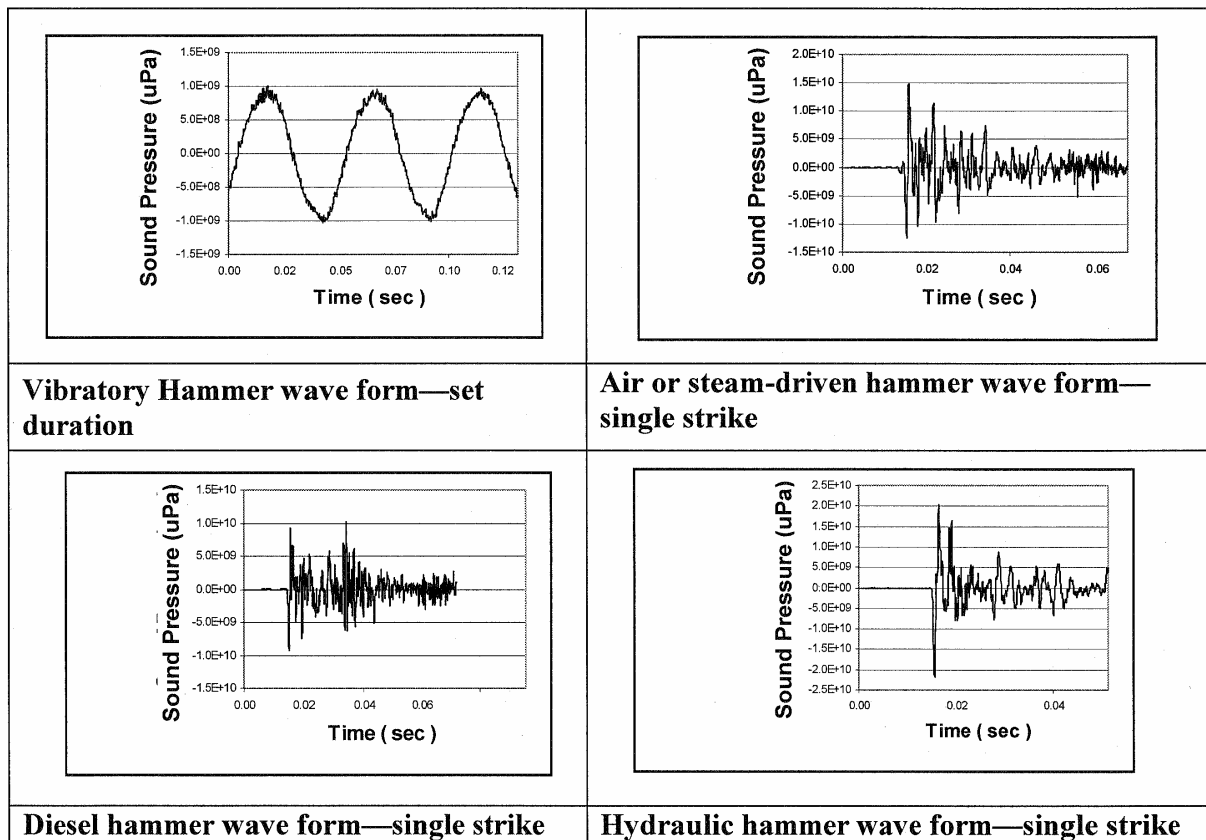 Sound Pressure (uPa)
1.5E+09
1.0E+09
5.0E+08
0.0E+00
-5.0E+08
-1.0E+09
-1.5E+09
0.00 0.02 0.05 0.07 0.10 0.12
Time ( sec )
Sound Pressure (uPa)
2.0E+10
1.5E+10
1.0E+10
5.0E+09
0.0E+00
-5.0E+09
-1.0E+10
-1.5E+10
0.00 0.02 0.04 0.06
Time ( sec )
Vibratory Hammer wave form—set
duration
Air or steam-driven hammer wave form—
single strike
Sound Pressure (uPa)
1.5E+10
1.0E+10
5.0E+09
0.0E+00
-5.0E+09
-1.0E+10
-1.5E+10
0.00 0.02 0.04 0.06
Time ( sec )
Sound Pressure (uPa)
2.5E+10
2.0E+10
1.5E+10
1.0E+10
5.0E+09
0.0E+00
-5.0E+09
-1.0E+10
-1.5E+10
-2.0E+10
-2.5E+10
0.00 0.02 0.04
Time ( sec )
Diesel hammer wave form—single strike
Hydraulic hammer wave form—single strike